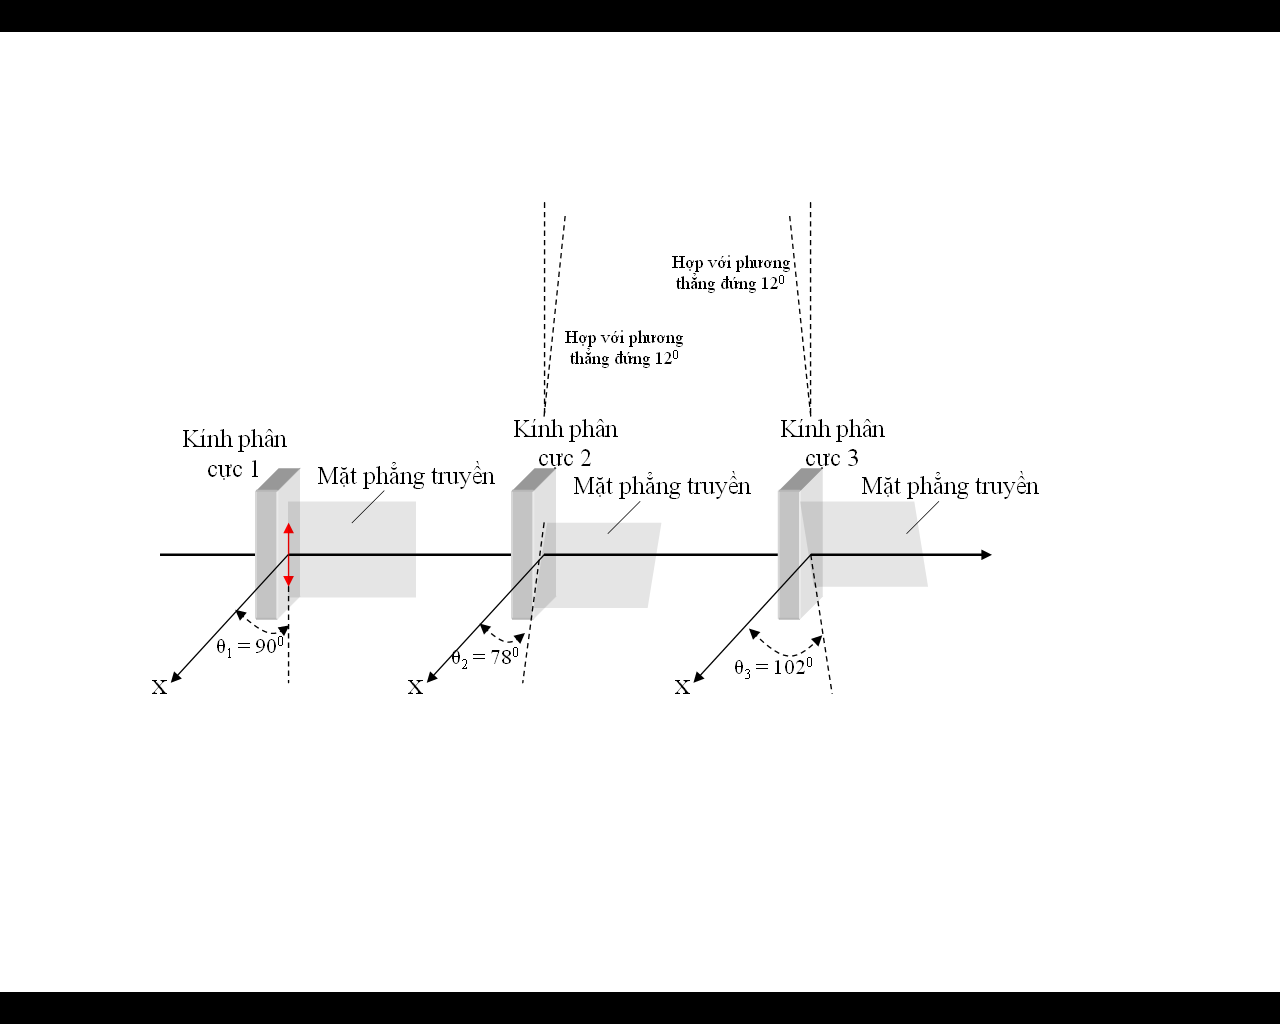 Hợp với phương
thẳng đứng 12⁰
Hợp với phương
thẳng đứng 12⁰
Kính phân
cực 1
Mặt phẳng truyền
Kính phân
cực 2
Mặt phẳng truyền
Kính phân
cực 3
Mặt phẳng truyền
θ₁ = 90⁰
θ₂ = 78⁰
θ₃ = 102⁰
X
X
X